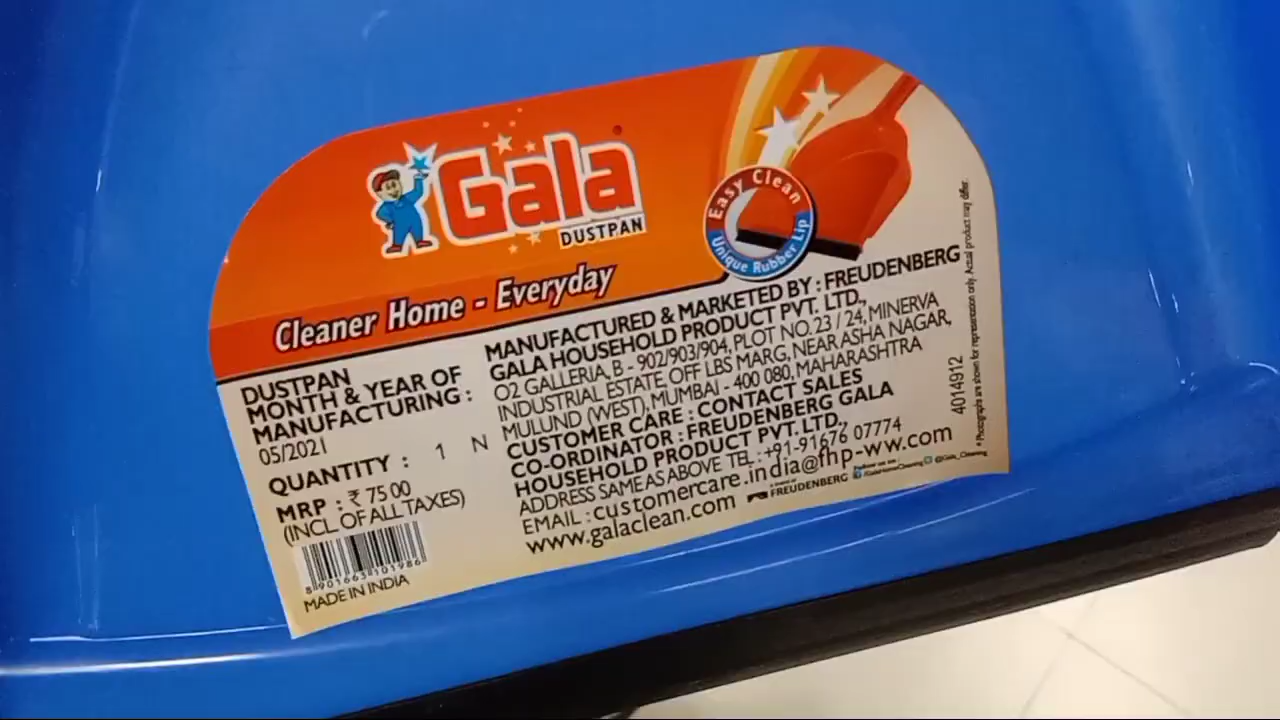 Gala
DUSTPAN
Easy Clean
Unique Rubber Lip
Cleaner Home - Everyday
DUSTPAN
MONTH & YEAR OF
MANUFACTURING :
05/2021
QUANTITY : 1 N
MRP : ₹ 75 00
(INCL. OF ALL TAXES)
8 901663 101986
MADE IN INDIA
MANUFACTURED & MARKETED BY : FREUDENBERG
GALA HOUSEHOLD PRODUCT PVT. LTD.,
O2 GALLERIA, B - 902/903/904, PLOT NO. 23 / 24, MINERVA
INDUSTRIAL ESTATE, OFF LBS MARG, NEAR ASHA NAGAR,
MULUND (WEST), MUMBAI - 400 080, MAHARASHTRA
CUSTOMER CARE : CONTACT SALES
CO-ORDINATOR : FREUDENBERG GALA
HOUSEHOLD PRODUCT PVT. LTD.,
ADDRESS SAME AS ABOVE TEL : +91-91676 07774
EMAIL : customercare.india@fhp-ww.com
www.galaclean.com
FREUDENBERG
/GalaHomeCleaning
@Gala_Cleaning
4014912
* Photographs are shown for representation only. Actual product may differ.